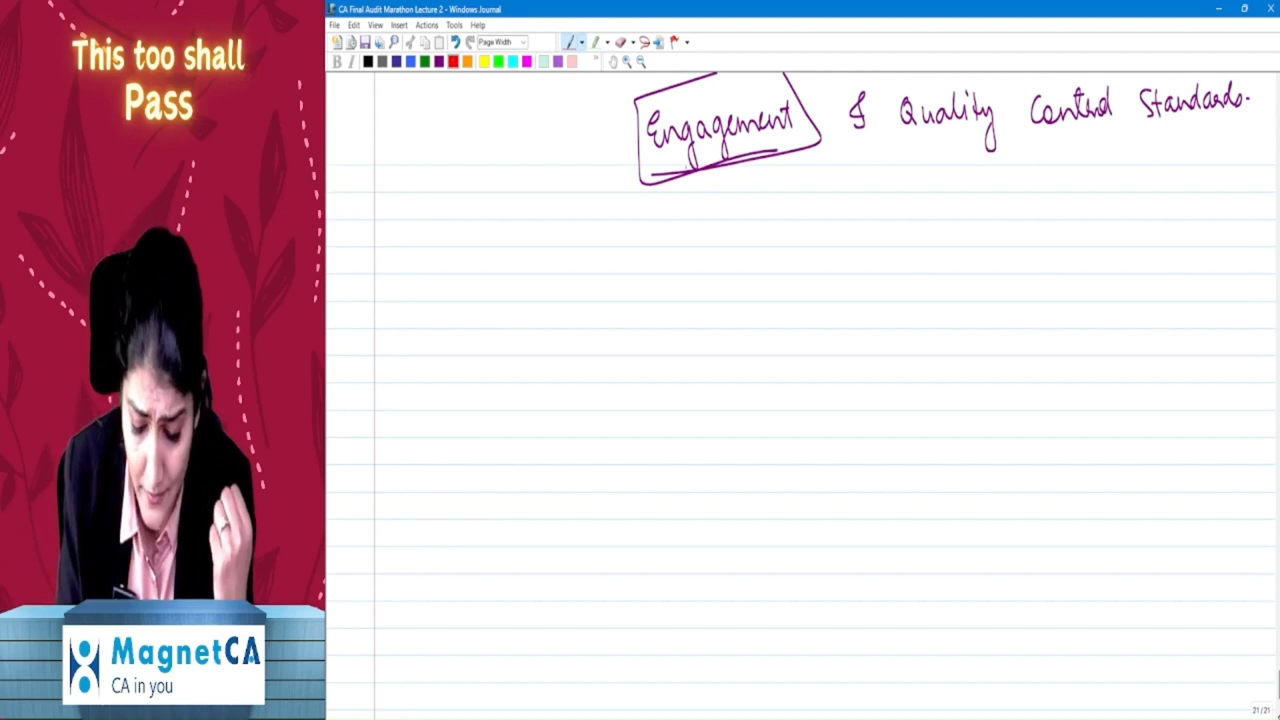 This too shall
Pass
CA Final Audit Marathon Lecture 2 - Windows Journal
File Edit View Insert Actions Tools Help
Page Width
B I
Engagement & Quality Control Standards.
MagnetCA
CA in you
21/21